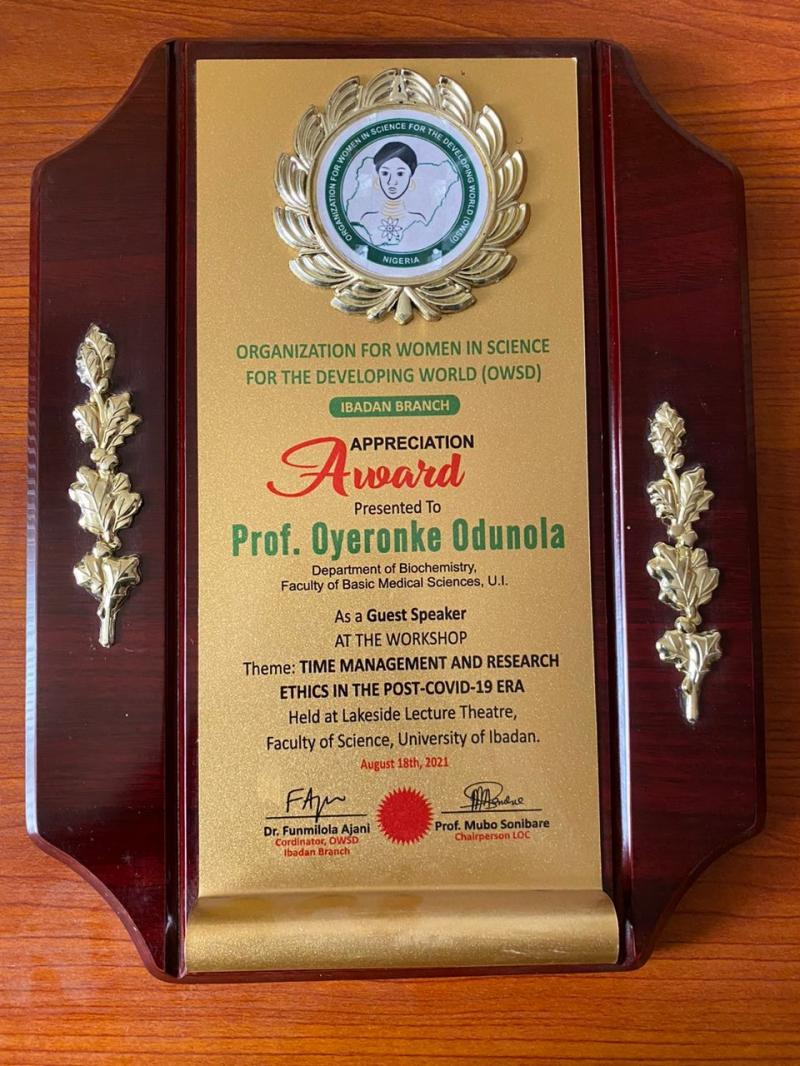 ORGANIZATION FOR WOMEN IN SCIENCE FOR THE DEVELOPING WORLD (OWSD)
NIGERIA
ORGANIZATION FOR WOMEN IN SCIENCE
FOR THE DEVELOPING WORLD (OWSD)
IBADAN BRANCH
APPRECIATION
Award
Presented To
Prof. Oyeronke Odunola
Department of Biochemistry,
Faculty of Basic Medical Sciences, U.I.
As a Guest Speaker
AT THE WORKSHOP
Theme: TIME MANAGEMENT AND RESEARCH
ETHICS IN THE POST-COVID-19 ERA
Held at Lakeside Lecture Theatre,
Faculty of Science, University of Ibadan.
August 18th, 2021
Dr. Funmilola Ajani
Cordinator, OWSD
Ibadan Branch
Prof. Mubo Sonibare
Chairperson LOC